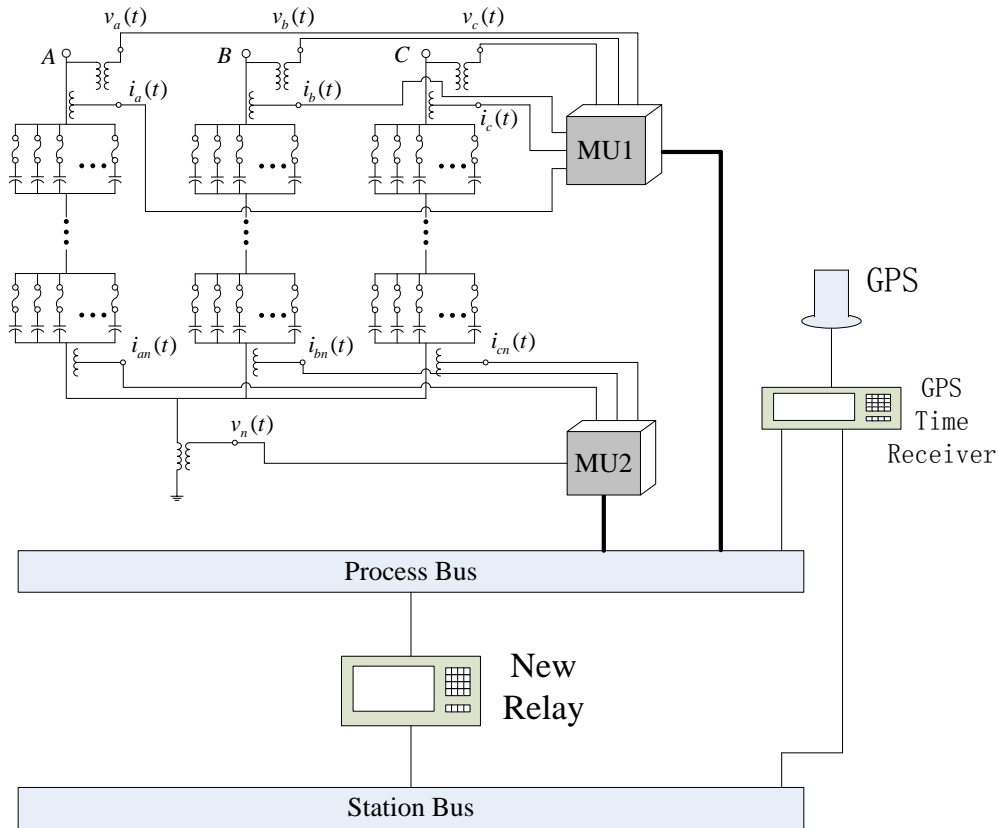 v_a(t)
v_b(t)
v_c(t)
A
B
C
i_a(t)
i_b(t)
i_c(t)
MU1
GPS
i_an(t)
i_bn(t)
i_cn(t)
GPS
Time
Receiver
v_n(t)
MU2
Process Bus
New
Relay
Station Bus